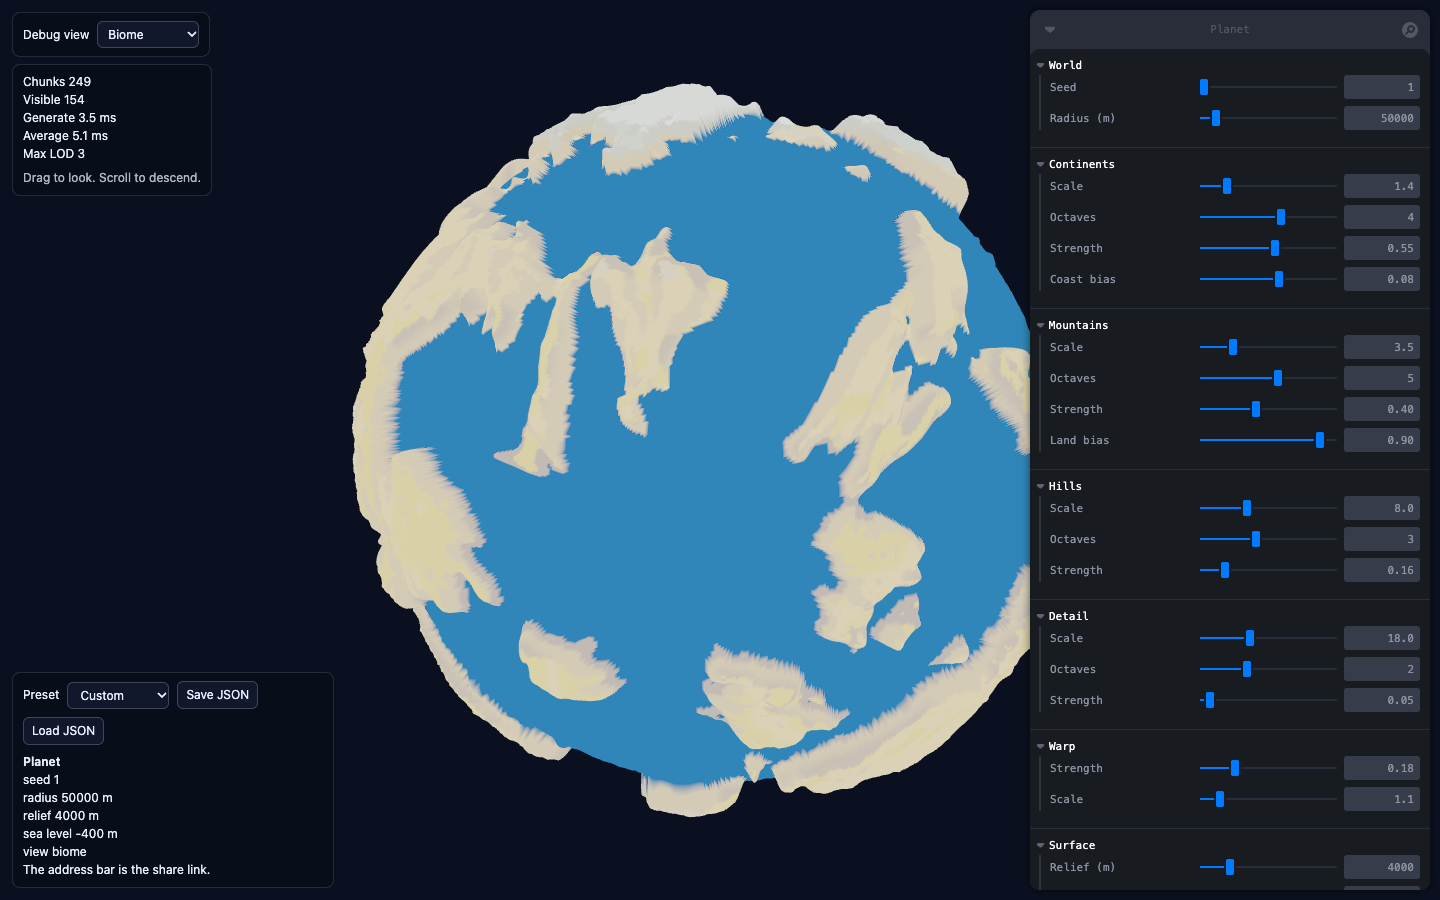 Debug view Biome
Chunks 249
Visible 154
Generate 3.5 ms
Average 5.1 ms
Max LOD 3
Drag to look. Scroll to descend.
Preset Custom Save JSON
Load JSON
Planet
seed 1
radius 50000 m
relief 4000 m
sea level -400 m
view biome
The address bar is the share link.
Planet
World
Seed 1
Radius (m) 50000
Continents
Scale 1.4
Octaves 4
Strength 0.55
Coast bias 0.08
Mountains
Scale 3.5
Octaves 5
Strength 0.40
Land bias 0.90
Hills
Scale 8.0
Octaves 3
Strength 0.16
Detail
Scale 18.0
Octaves 2
Strength 0.05
Warp
Strength 0.18
Scale 1.1
Surface
Relief (m) 4000